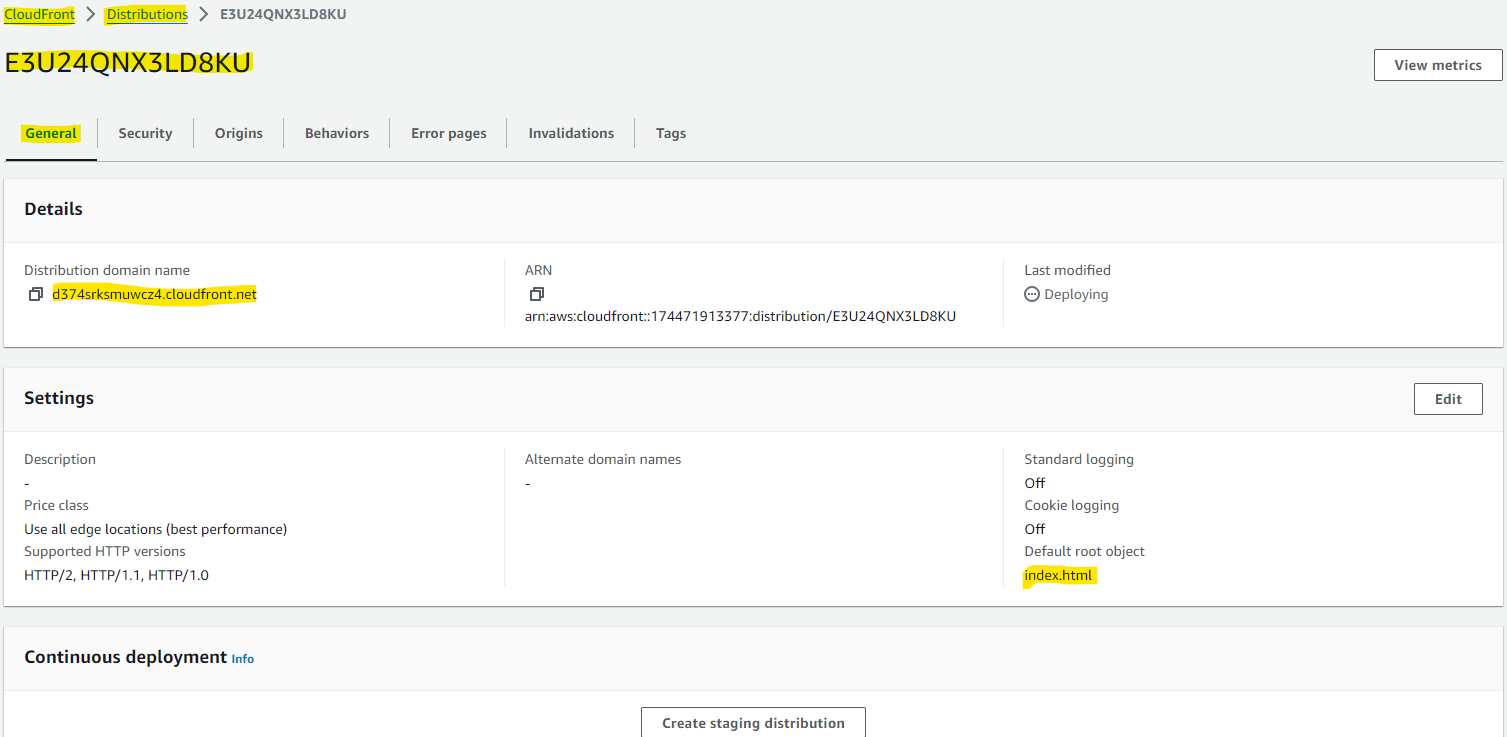 CloudFront > Distributions > E3U24QNX3LD8KU
E3U24QNX3LD8KU
View metrics
General Security Origins Behaviors Error pages Invalidations Tags
Details
Distribution domain name
d374srksmuwcz4.cloudfront.net
ARN
arn:aws:cloudfront::174471913377:distribution/E3U24QNX3LD8KU
Last modified
Deploying
Settings
Edit
Description
-
Price class
Use all edge locations (best performance)
Supported HTTP versions
HTTP/2, HTTP/1.1, HTTP/1.0
Alternate domain names
-
Standard logging
Off
Cookie logging
Off
Default root object
index.html
Continuous deployment Info
Create staging distribution